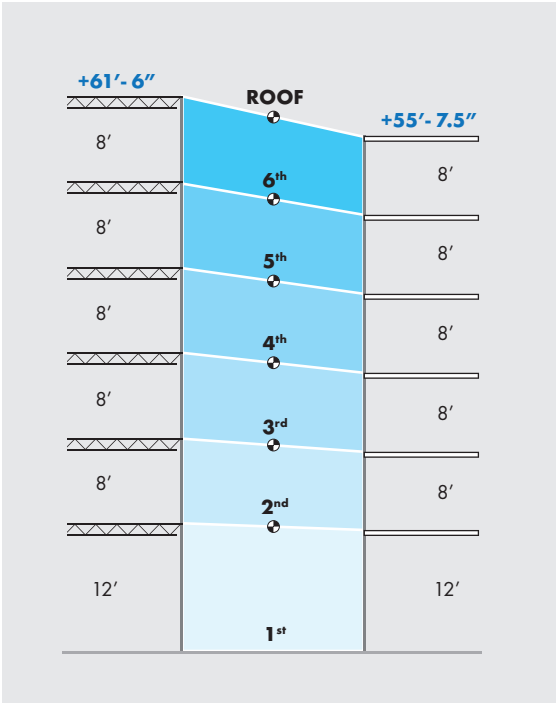 +61′- 6″
ROOF
+55′- 7.5″
8′
8′
6th
8′
8′
5th
8′
8′
4th
8′
8′
3rd
8′
8′
2nd
12′
12′
1st